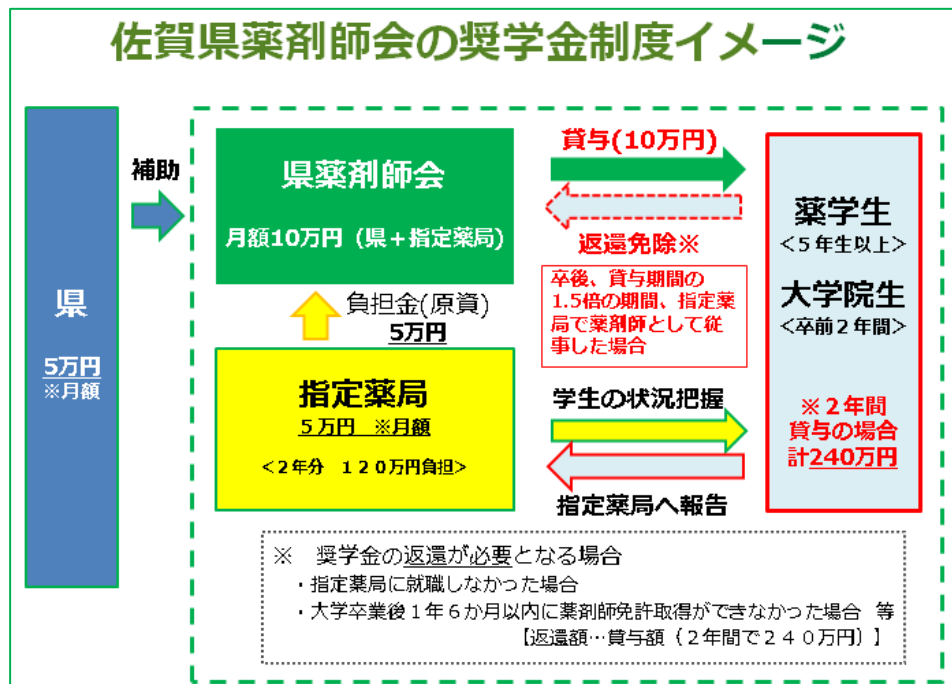 佐賀県薬剤師会の奨学金制度イメージ
県
5万円
※月額
補助
県薬剤師会
月額10万円（県＋指定薬局）
負担金(原資)
5万円
指定薬局
５万円　※月額
<２年分　１２０万円負担>
貸与(10万円)
返還免除※
卒後、貸与期間の
1.5倍の期間、指定薬
局で薬剤師として従
事した場合
学生の状況把握
指定薬局へ報告
薬学生
<５年生以上>
大学院生
<卒前２年間>
※２年間
貸与の場合
計240万円
※　奨学金の返還が必要となる場合
・指定薬局に就職しなかった場合
・大学卒業後１年６か月以内に薬剤師免許取得ができなかった場合 等
【返還額…貸与額（２年間で２４０万円）】